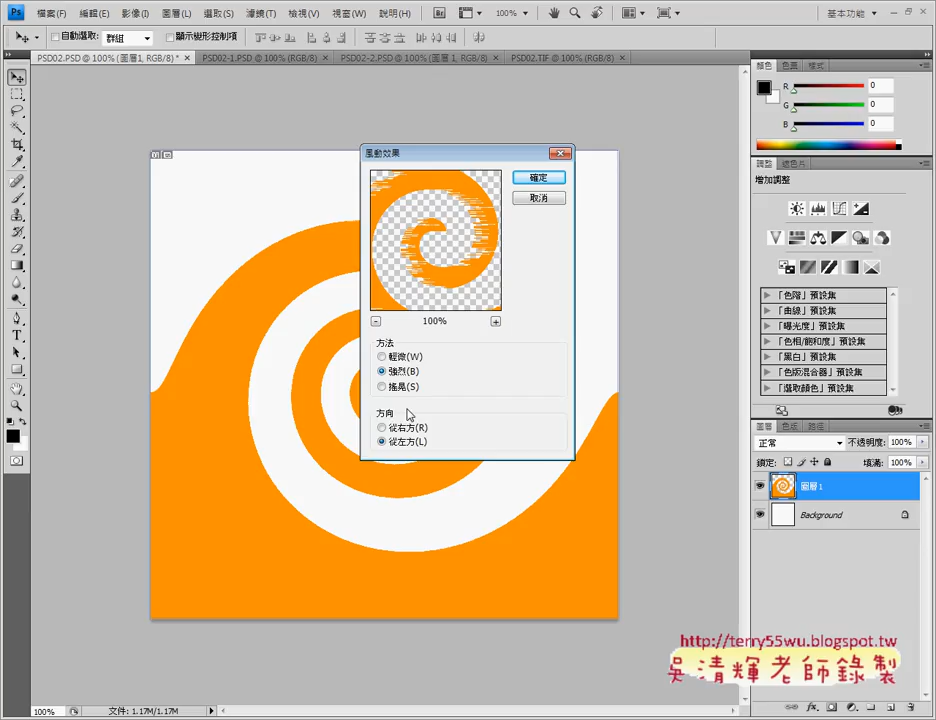 Ps 檔案(F) 編輯(E) 影像(I) 圖層(L) 選取(S) 濾鏡(T) 檢視(V) 視窗(W) 說明(H) Br 100% 基本功能
自動選取: 群組 顯示變形控制項
PSD02.PSD @ 100% (圖層 1, RGB/8) * PSD02-1.PSD @ 100% (RGB/8) PSD02-2.PSD @ 100% (圖層 1, RGB/8) PSD02.TIF @ 100% (RGB/8)
顏色 色票 樣式
R 0
G 0
B 0
調整 遮色片
增加調整
「色階」預設集
「曲線」預設集
「曝光度」預設集
「色相/飽和度」預設集
「黑白」預設集
「色版混合器」預設集
「選取顏色」預設集
風動效果
確定
取消
100%
方法
輕微(W)
強烈(B)
搖晃(S)
方向
從右方(R)
從左方(L)
圖層 色版 路徑
正常 不透明度: 100%
鎖定: 填滿: 100%
圖層 1
Background
http://terry55wu.blogspot.tw
吳清輝老師錄製
100% 文件: 1.17M/1.17M